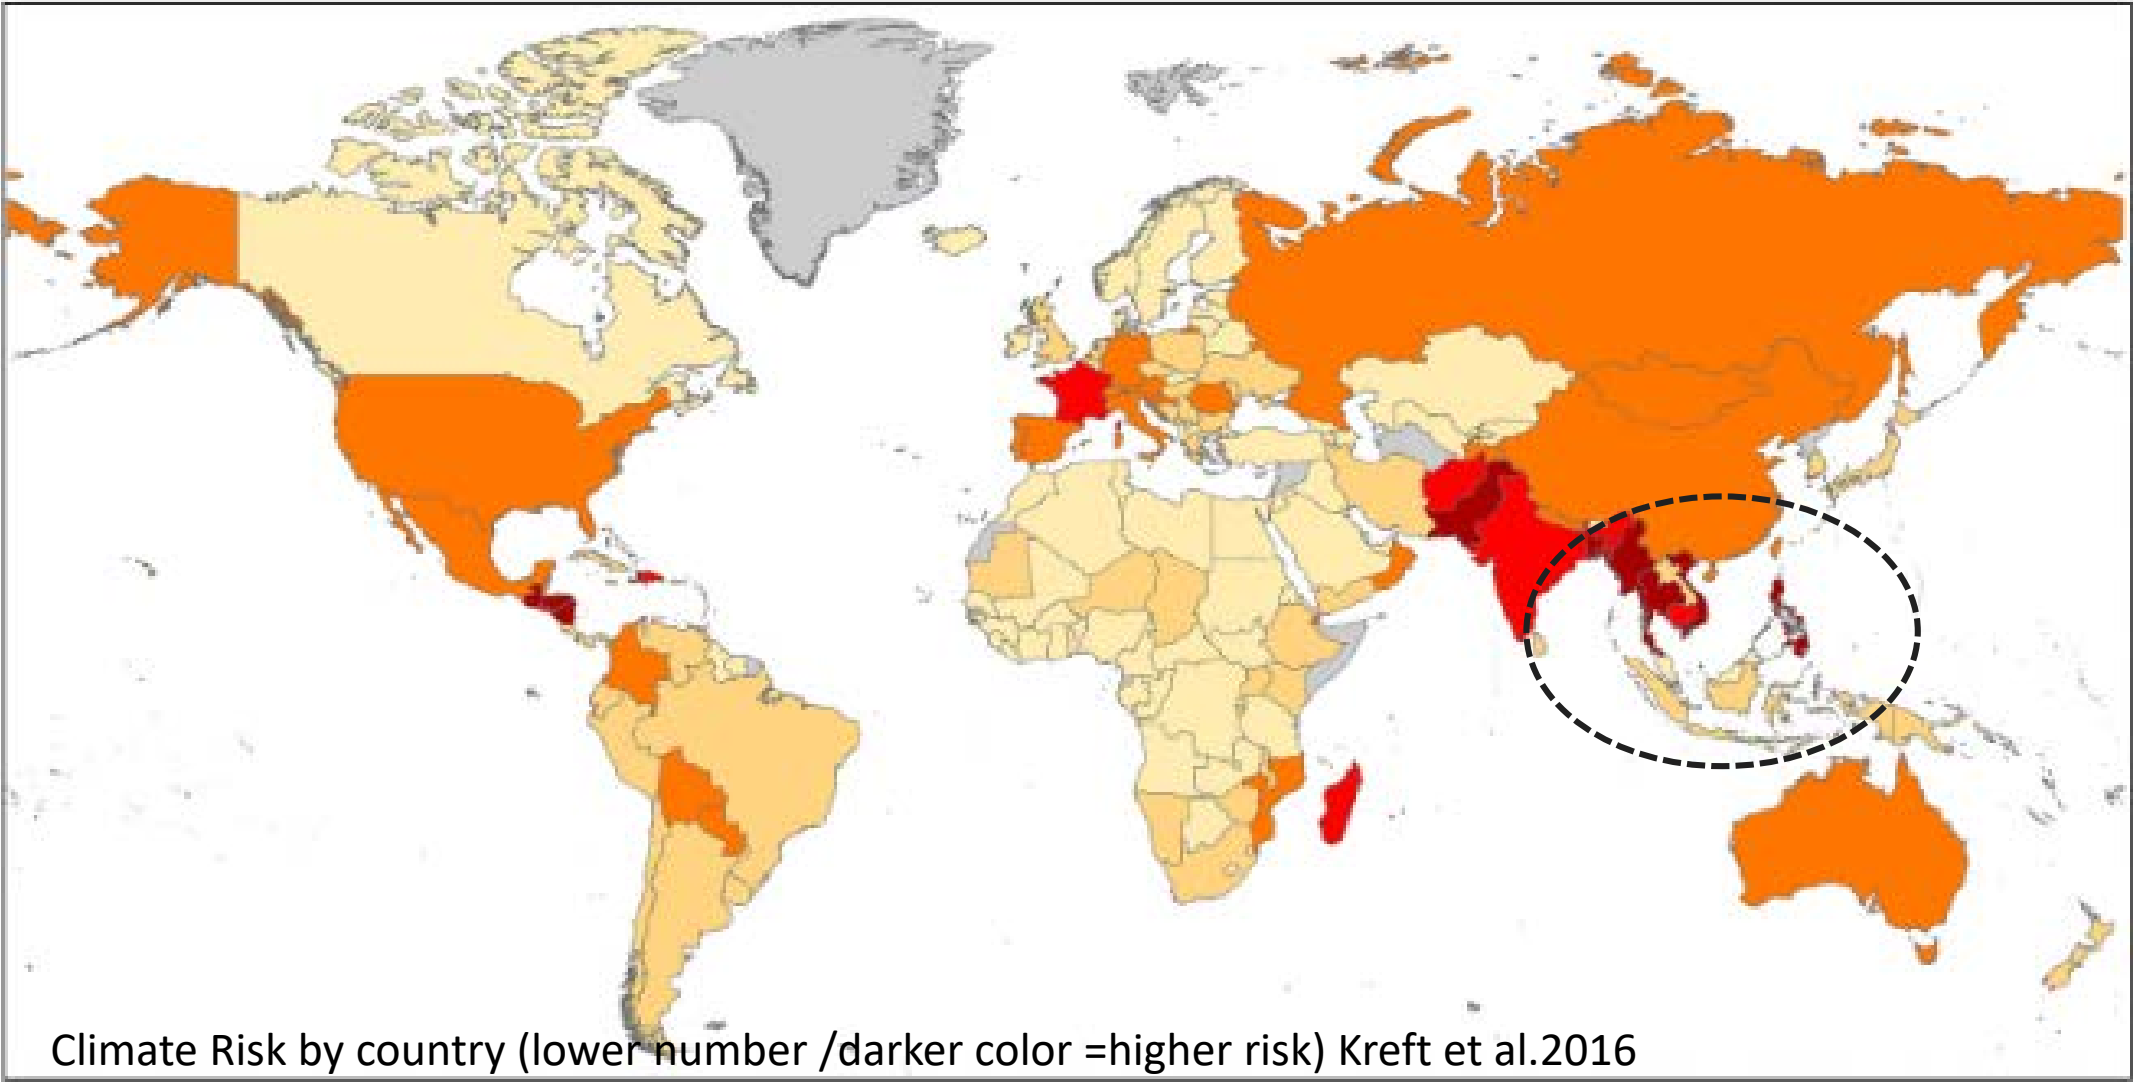 Climate Risk by country (lower number /darker color =higher risk) Kreft et al.2016